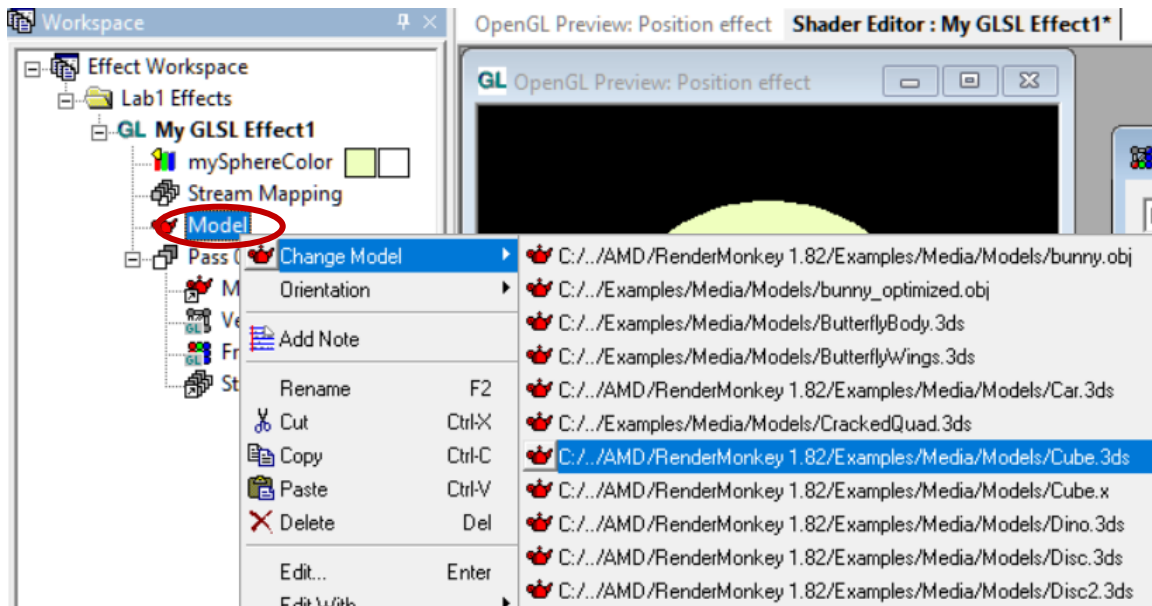 Workspace
OpenGL Preview: Position effect Shader Editor : My GLSL Effect1*
Effect Workspace
Lab1 Effects
GL My GLSL Effect1
mySphereColor
Stream Mapping
Model
Pass
M
Ve
Fr
St
GL OpenGL Preview: Position effect
Change Model
Orientation
Add Note
Rename F2
Cut Ctrl-X
Copy Ctrl-C
Paste Ctrl-V
Delete Del
Edit... Enter
Edit With
C:/../AMD/RenderMonkey 1.82/Examples/Media/Models/bunny.obj
C:/../Examples/Media/Models/bunny_optimized.obj
C:/../Examples/Media/Models/ButterflyBody.3ds
C:/../Examples/Media/Models/ButterflyWings.3ds
C:/../AMD/RenderMonkey 1.82/Examples/Media/Models/Car.3ds
C:/../Examples/Media/Models/CrackedQuad.3ds
C:/../AMD/RenderMonkey 1.82/Examples/Media/Models/Cube.3ds
C:/../AMD/RenderMonkey 1.82/Examples/Media/Models/Cube.x
C:/../AMD/RenderMonkey 1.82/Examples/Media/Models/Dino.3ds
C:/../AMD/RenderMonkey 1.82/Examples/Media/Models/Disc.3ds
C:/../AMD/RenderMonkey 1.82/Examples/Media/Models/Disc2.3ds